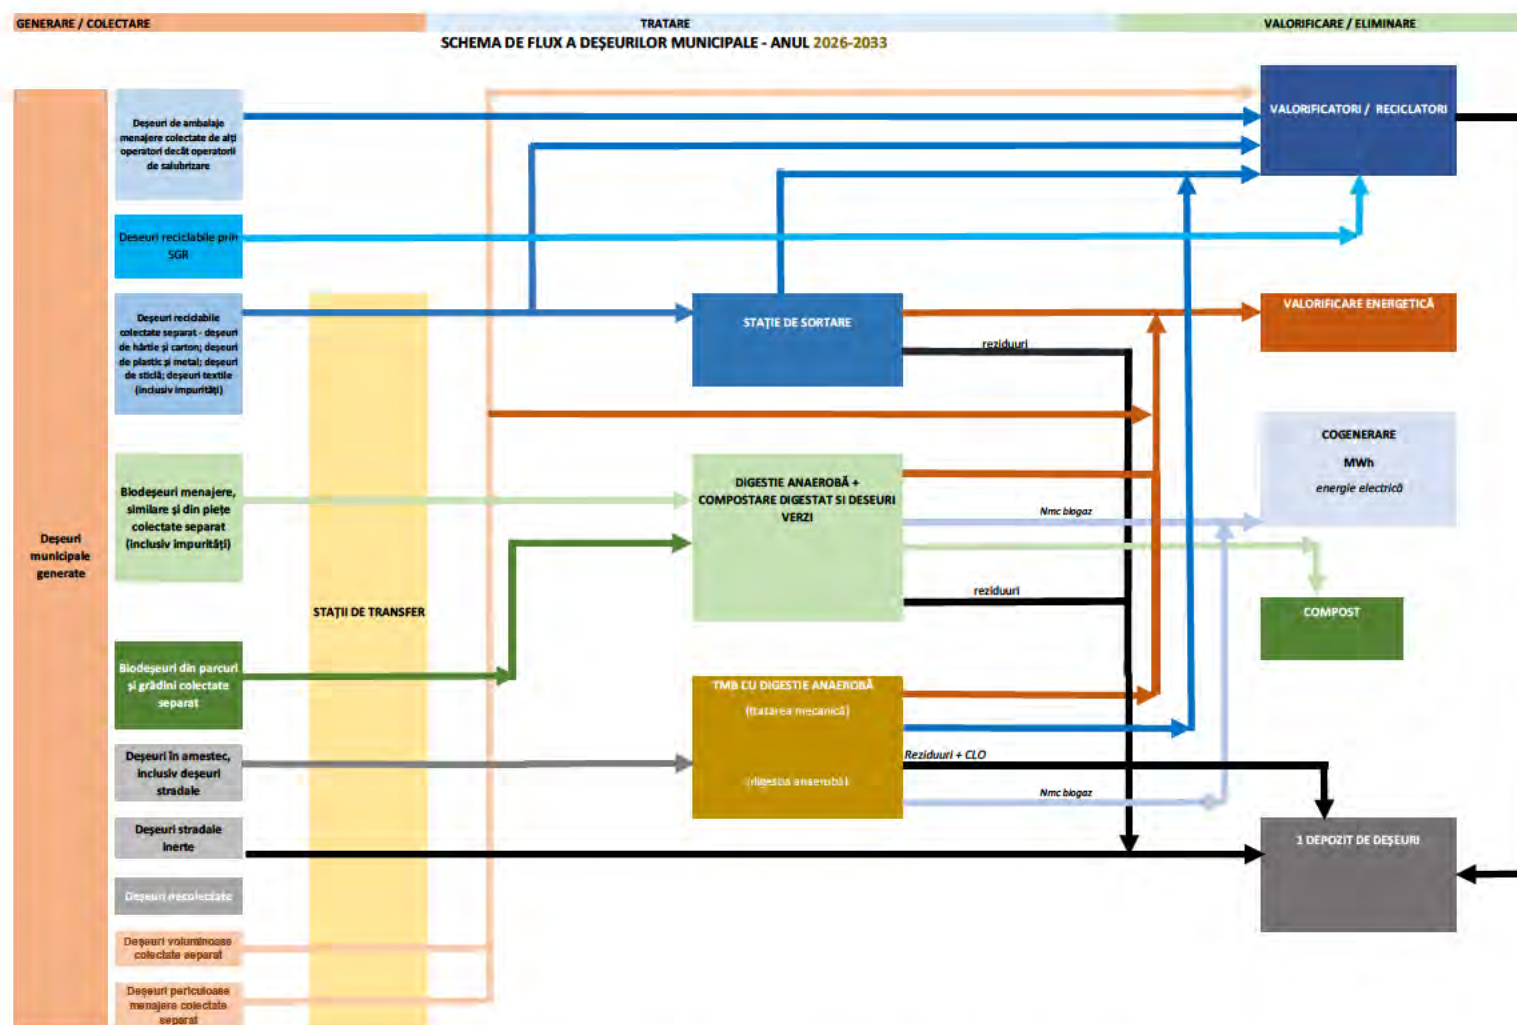 GENERARE / COLECTARE
TRATARE
VALORIFICARE / ELIMINARE
SCHEMA DE FLUX A DEȘEURILOR MUNICIPALE - ANUL 2026-2033
Deșeuri
municipale
generate
Deșeuri de ambalaje
menajere colectate de alți
operatori decât operatorii
de salubrizare
Deseuri reciclabile prin
SGR
Deșeuri reciclabile
colectate separat - deșeuri
de hârtie și carton; deșeuri
de plastic și metal; deșeuri
de sticlă; deșeuri textile
(inclusiv impurități)
Biodeșeuri menajere,
similare și din piețe
colectate separat
(inclusiv impurități)
Biodeșeuri din parcuri
și grădini colectate
separat
Deșeuri în amestec,
inclusiv deșeuri
stradale
Deșeuri stradale
inerte
Deșeuri necolectate
Deșeuri voluminoase
colectate separat
Deșeuri periculoase
menajere colectate
separat
STAȚII DE TRANSFER
STAȚIE DE SORTARE
reziduuri
DIGESTIE ANAEROBĂ +
COMPOSTARE DIGESTAT SI DESEURI
VERZI
Nmc biogaz
reziduuri
TMB CU DIGESTIE ANAEROBĂ
(tratarea mecanică)
(digestia anaerobă)
Reziduuri + CLO
Nmc biogaz
VALORIFICATORI / RECICLATORI
VALORIFICARE ENERGETICĂ
COGENERARE
MWh
energie electrică
COMPOST
1 DEPOZIT DE DEȘEURI